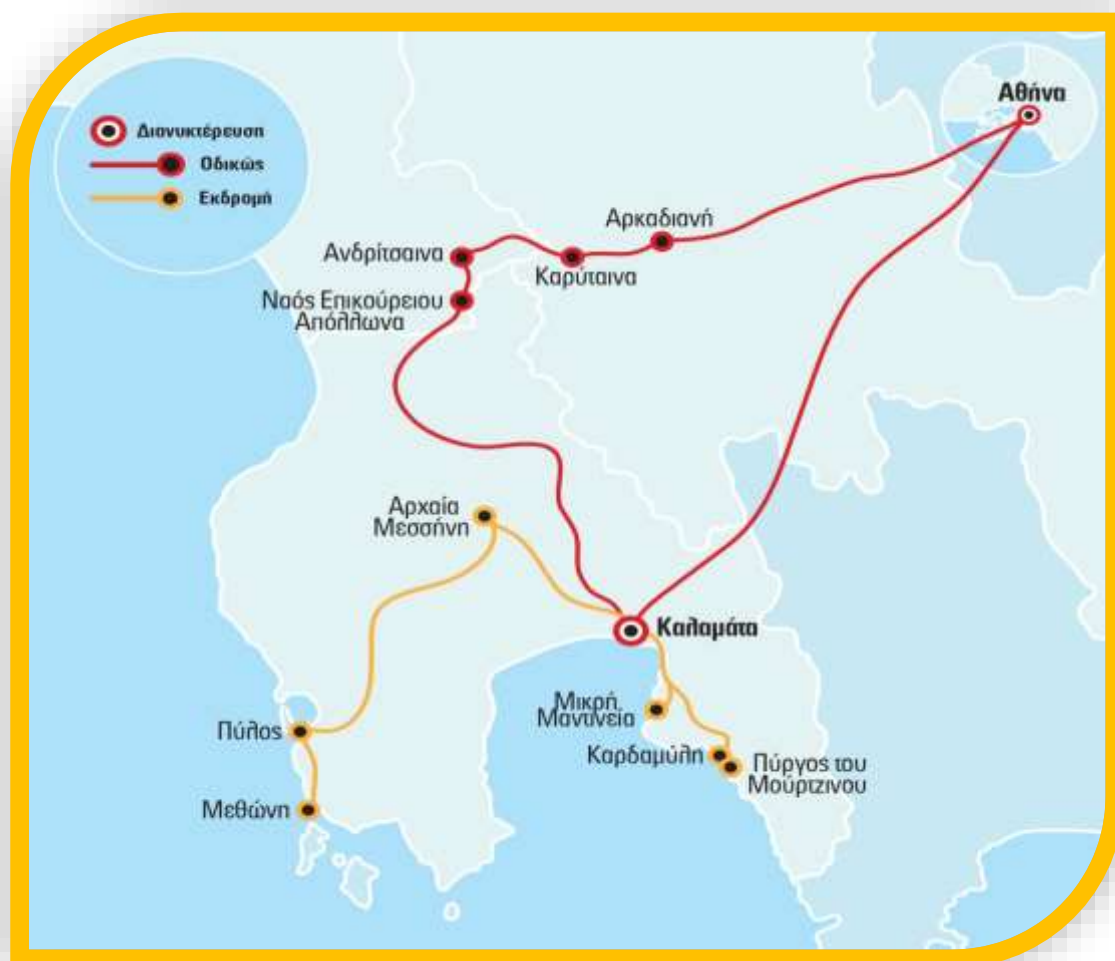 Διανυκτέρευση
Οδικώς
Εκδρομή
Αθήνα
Αρκαδιανή
Ανδρίτσαινα
Καρύταινα
Ναός Επικούρειου
Απόλλωνα
Αρχαία
Μεσσήνη
Καλαμάτα
Μικρή
Μαντινεία
Πύλος
Καρδαμύλη
Πύργος του
Μούρτζινου
Μεθώνη